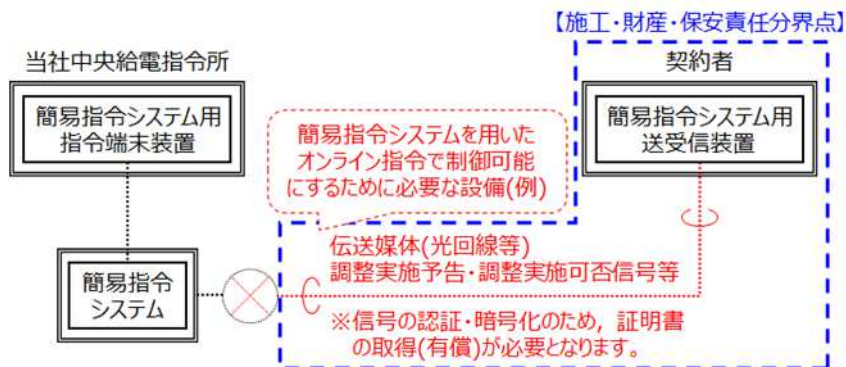 【施工・財産・保安責任分界点】
当社中央給電指令所
契約者
簡易指令システム用
指令端末装置
簡易指令システム用
送受信装置
簡易指令システムを用いた
オンライン指令で制御可能
にするために必要な設備(例)
伝送媒体(光回線等)
調整実施予告・調整実施可否信号等
簡易指令
システム
※信号の認証・暗号化のため, 証明書
の取得(有償)が必要となります。